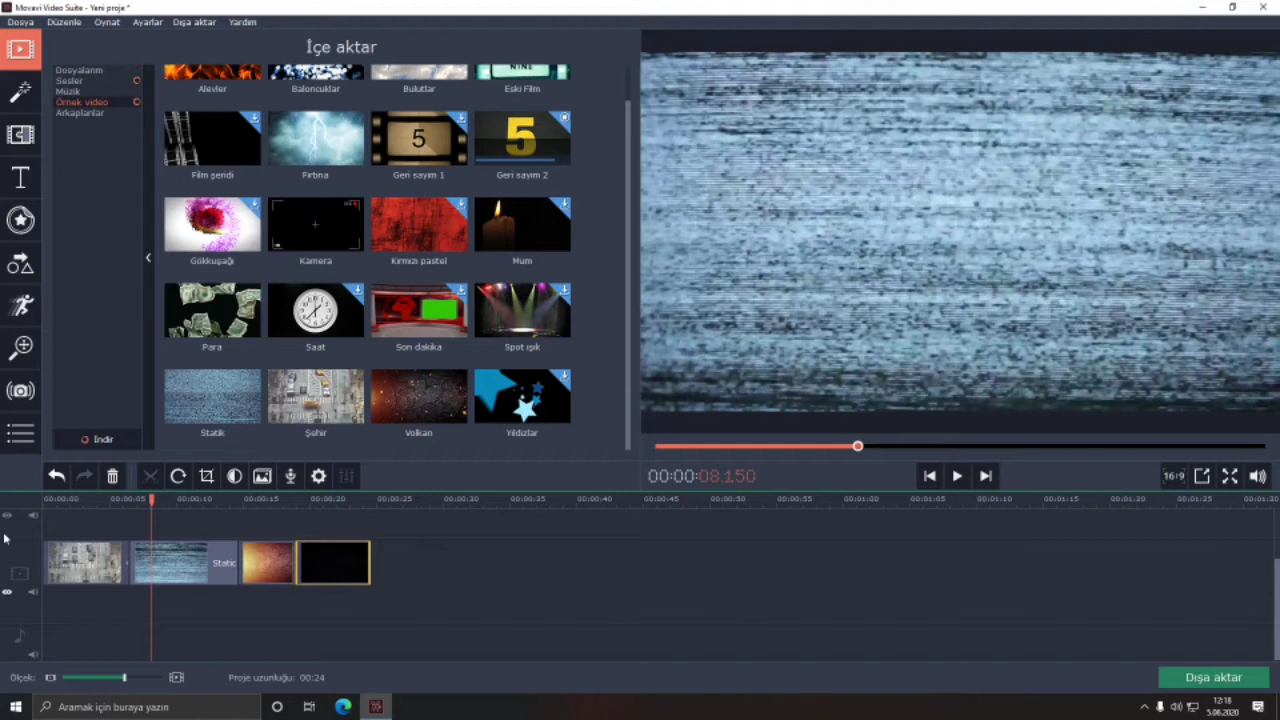 Movavi Video Suite - Yeni proje *
Dosya Düzenle Oynat Ayarlar Dışa aktar Yardım
İçe aktar
Dosyalarım
Sesler
Müzik
Örnek video
Arkaplanlar
NINE
Alevler Baloncuklar Bulutlar Eski Film
5 5
Film şeridi Fırtına Geri sayım 1 Geri sayım 2
Gökkuşağı Kamera Kırmızı pastel Mum
Para Saat Son dakika Spot ışık
Statik Şehir Volkan Yıldızlar
İndir
00:00:08.150
16:9
00:00:00 00:00:05 00:00:10 00:00:15 00:00:20 00:00:25 00:00:30 00:00:35 00:00:40 00:00:45 00:00:50 00:00:55 00:01:00 00:01:05 00:01:10 00:01:15 00:01:20 00:01:25 00:01:30
Static
Ölçek: Proje uzunluğu: 00:24 Dışa aktar
Aramak için buraya yazın
12:18
5.06.2020